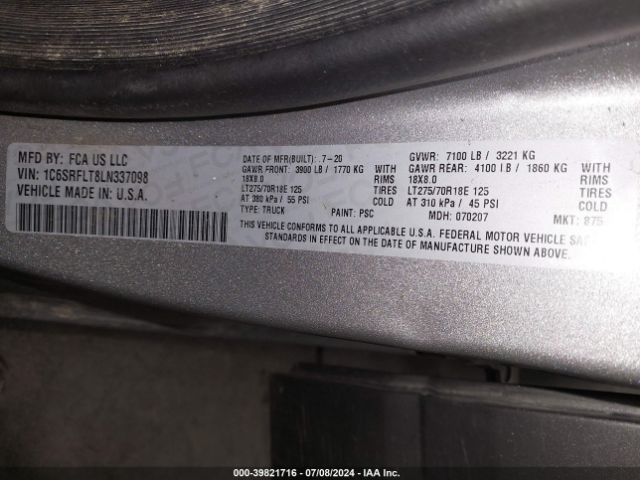 MFD BY: FCA US LLC
VIN: 1C6SRFLT8LN337098
VEHICLE MADE IN U.S.A.
DATE OF MFR(BUILT): 7-20
GAWR FRONT: 3900 LB / 1770 KG
18X8.0 RIMS
LT275/70R18E 125 TIRES
AT 380 kPa / 55 PSI COLD
TYPE: TRUCK PAINT: PSC
GVWR: 7100 LB / 3221 KG
GAWR REAR: 4100 LB / 1860 KG
18X8.0 RIMS
LT275/70R18E 125 TIRES
AT 310 kPa / 45 PSI COLD
MDH: 070207 MKT: 875
THIS VEHICLE CONFORMS TO ALL APPLICABLE U.S.A. FEDERAL MOTOR VEHICLE
STANDARDS IN EFFECT ON THE DATE OF MANUFACTURE SHOWN ABOVE.
000-39821716 - 07/08/2024 - IAA Inc.